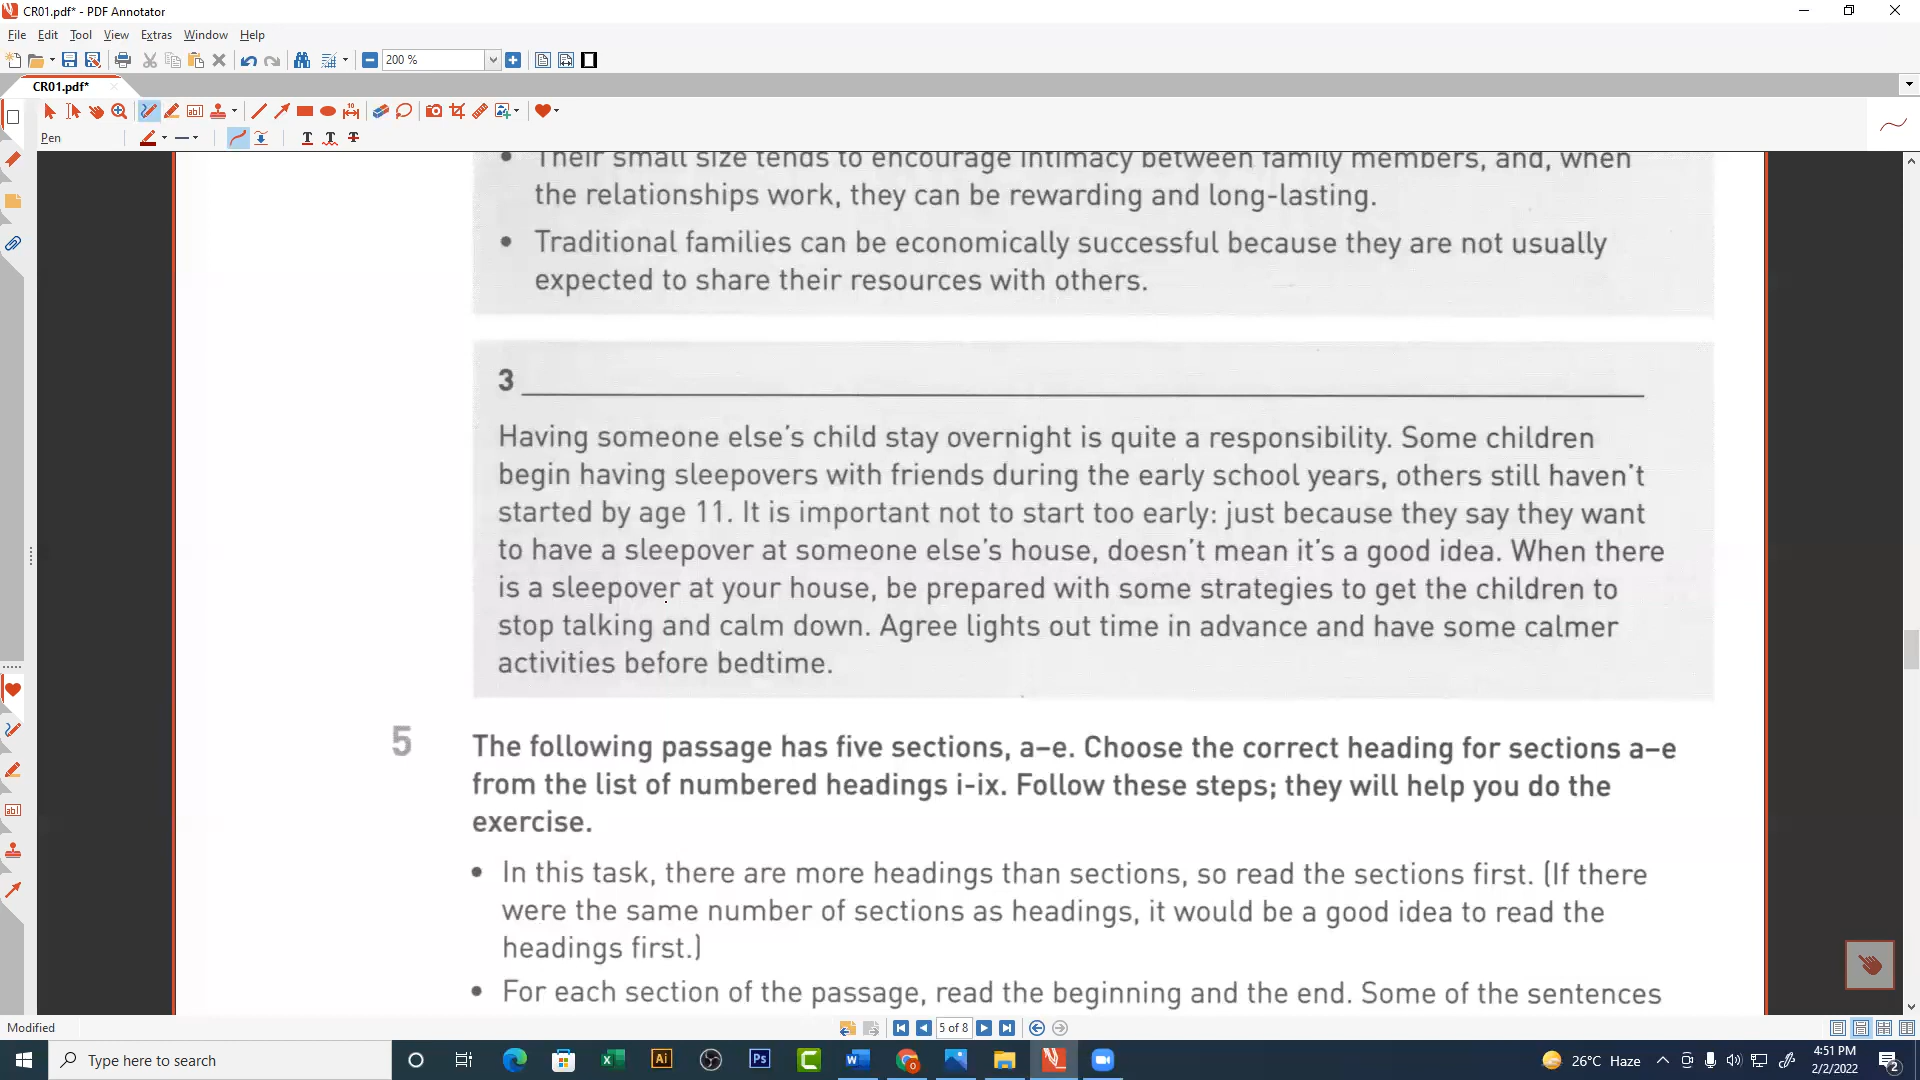 CR01.pdf* - PDF Annotator
File Edit Tool View Extras Window Help
200 %
CR01.pdf*
Pen
• Their small size tends to encourage intimacy between family members, and, when
the relationships work, they can be rewarding and long-lasting.
• Traditional families can be economically successful because they are not usually
expected to share their resources with others.
3
Having someone else's child stay overnight is quite a responsibility. Some children
begin having sleepovers with friends during the early school years, others still haven't
started by age 11. It is important not to start too early: just because they say they want
to have a sleepover at someone else's house, doesn't mean it's a good idea. When there
is a sleepover at your house, be prepared with some strategies to get the children to
stop talking and calm down. Agree lights out time in advance and have some calmer
activities before bedtime.
5 The following passage has five sections, a–e. Choose the correct heading for sections a–e
from the list of numbered headings i-ix. Follow these steps; they will help you do the
exercise.
• In this task, there are more headings than sections, so read the sections first. (If there
were the same number of sections as headings, it would be a good idea to read the
headings first.)
• For each section of the passage, read the beginning and the end. Some of the sentences
Modified
5 of 8
Type here to search
26°C Haze
4:51 PM
2/2/2022
2